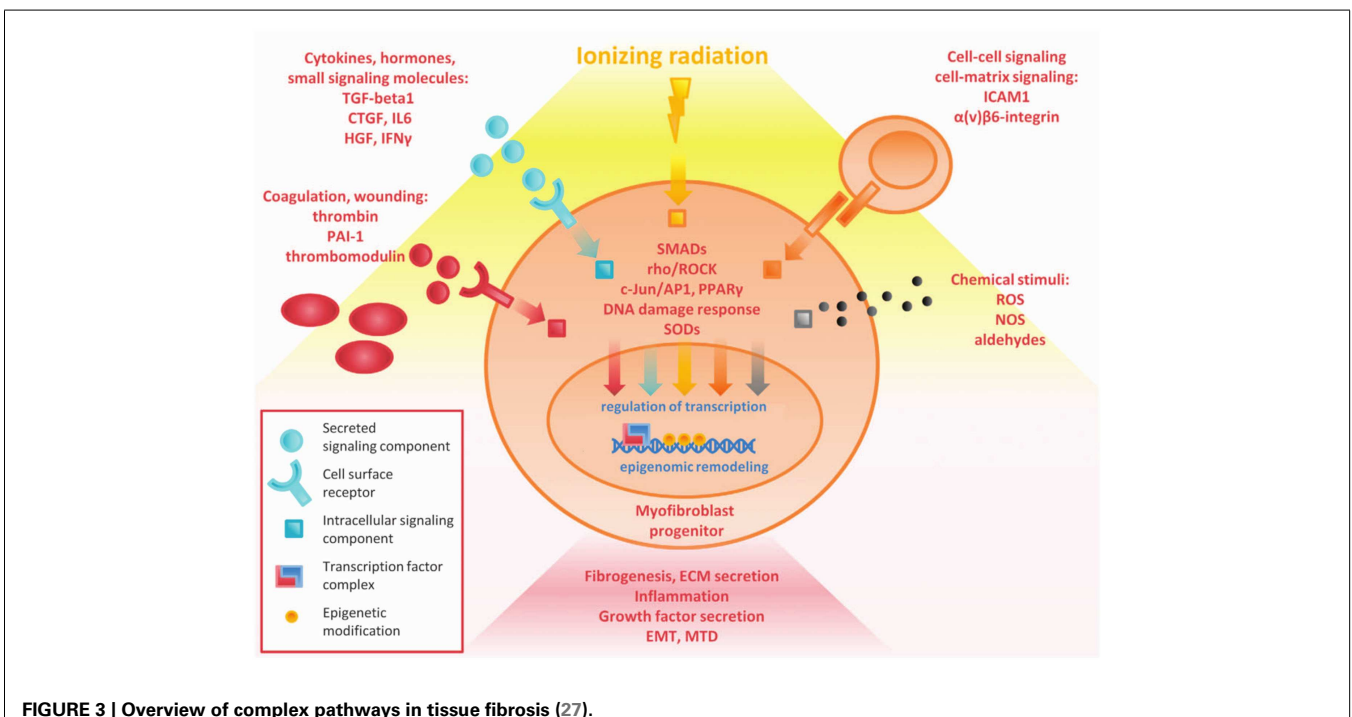 Ionizing radiation
Cytokines, hormones,
small signaling molecules:
TGF-beta1
CTGF, IL6
HGF, IFNγ
Cell-cell signaling
cell-matrix signaling:
ICAM1
α(v)β6-integrin
Coagulation, wounding:
thrombin
PAI-1
thrombomodulin
SMADs
rho/ROCK
c-Jun/AP1, PPARγ
DNA damage response
SODs
Chemical stimuli:
ROS
NOS
aldehydes
regulation of transcription
epigenomic remodeling
Myofibroblast
progenitor
Secreted
signaling component
Cell surface
receptor
Intracellular signaling
component
Transcription factor
complex
Epigenetic
modification
Fibrogenesis, ECM secretion
Inflammation
Growth factor secretion
EMT, MTD
FIGURE 3 | Overview of complex pathways in tissue fibrosis (27).